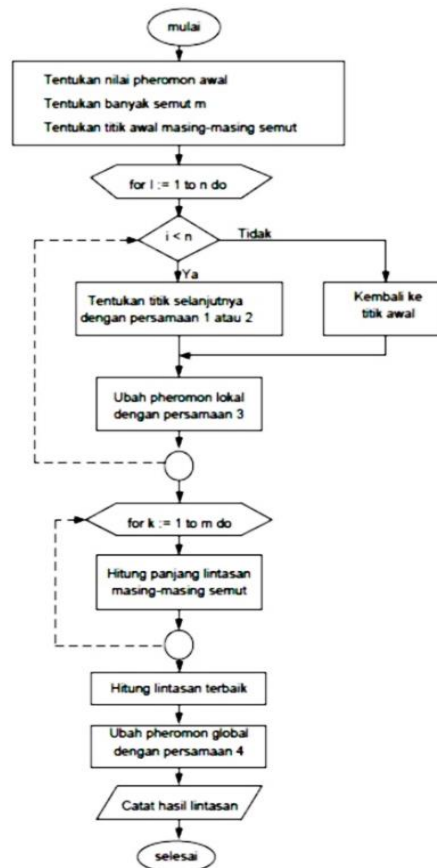 mulai
Tentukan nilai pheromon awal
Tentukan banyak semut m
Tentukan titik awal masing-masing semut
for I := 1 to n do
i < n
Tidak
Ya
Tentukan titik selanjutnya
dengan persamaan 1 atau 2
Kembali ke
titik awal
Ubah pheromon lokal
dengan persamaan 3
for k := 1 to m do
Hitung panjang lintasan
masing-masing semut
Hitung lintasan terbaik
Ubah pheromon global
dengan persamaan 4
Catat hasil lintasan
selesai